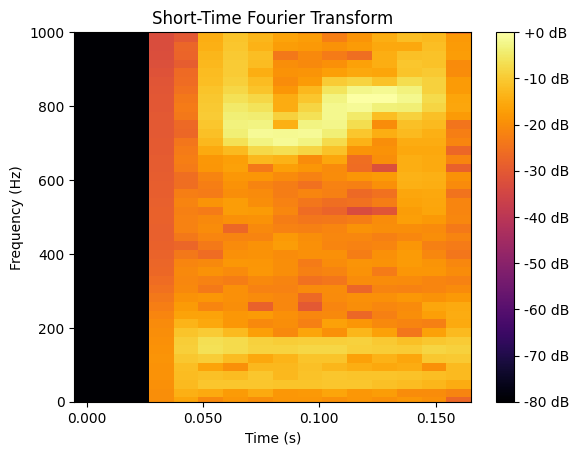 Short-Time Fourier Transform
1000
800
600
400
200
0
Frequency (Hz)
0.000
0.050
0.100
0.150
Time (s)
+0 dB
-10 dB
-20 dB
-30 dB
-40 dB
-50 dB
-60 dB
-70 dB
-80 dB